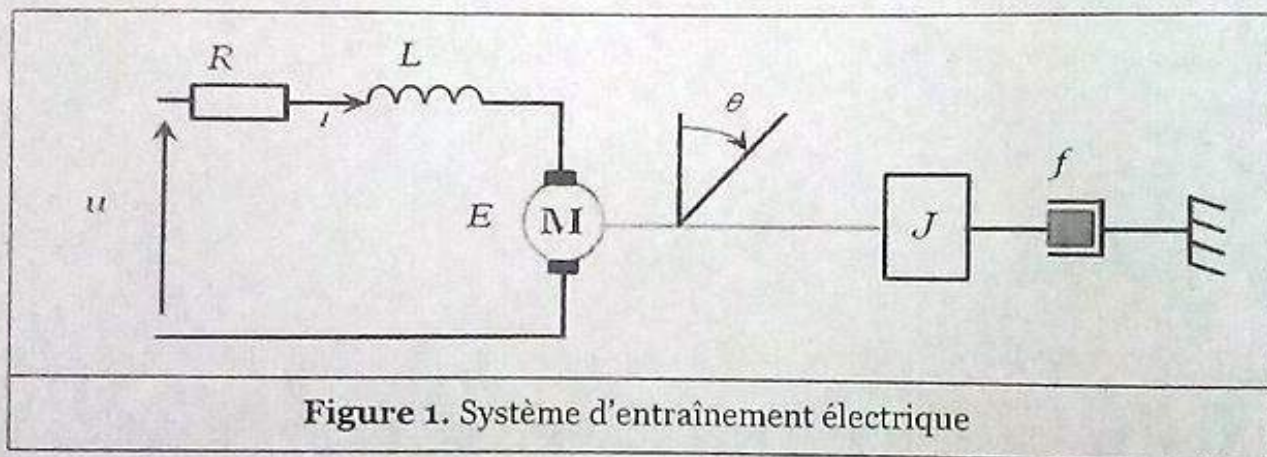 R
L
θ
i
f
u
E
M
J
Figure 1. Système d'entraînement électrique